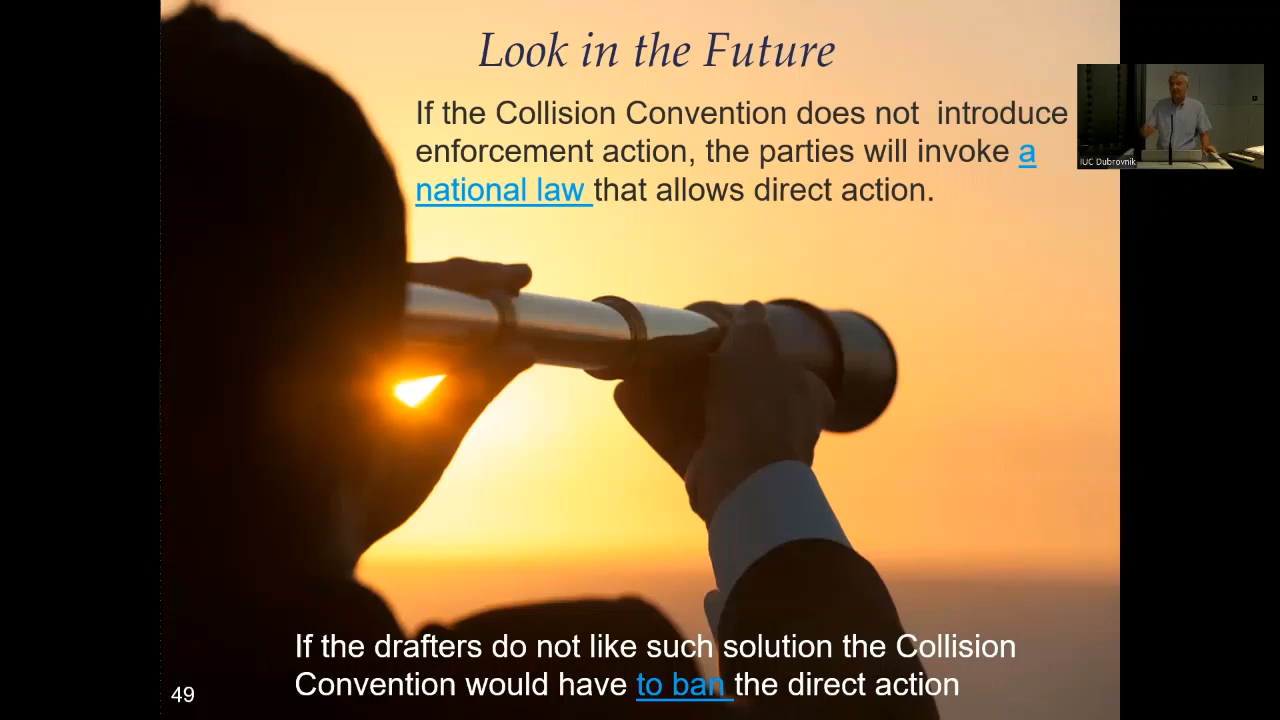 Look in the Future
If the Collision Convention does not introduce
enforcement action, the parties will invoke a
national law that allows direct action.
IUC Dubrovnik
If the drafters do not like such solution the Collision
Convention would have to ban the direct action
49